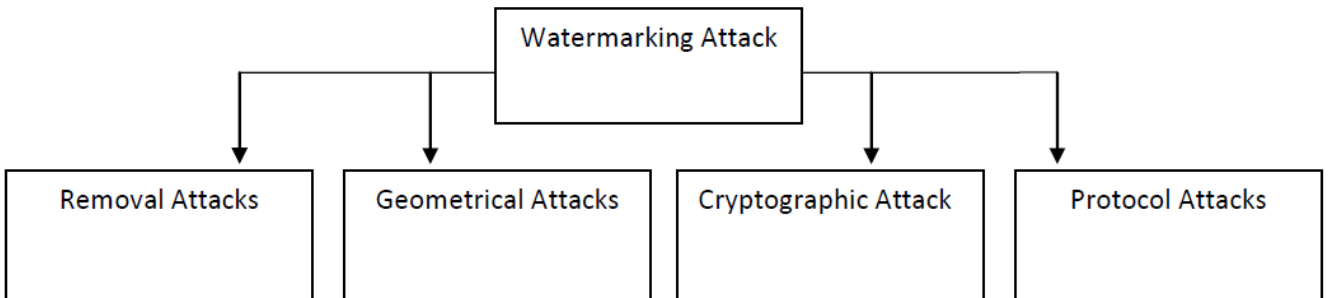 Watermarking Attack
Removal Attacks
Geometrical Attacks
Cryptographic Attack
Protocol Attacks